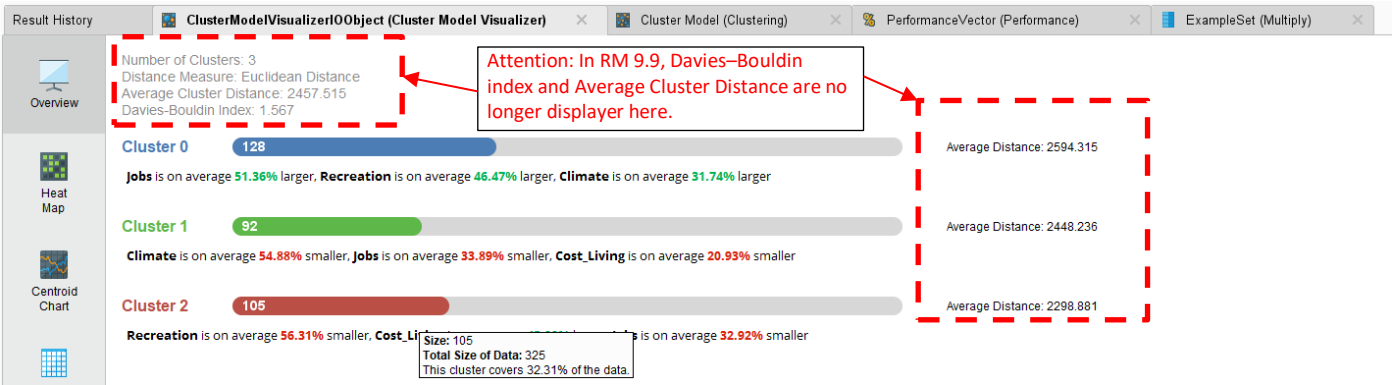 Result History
ClusterModelVisualizerIOObject (Cluster Model Visualizer)
Cluster Model (Clustering)
PerformanceVector (Performance)
ExampleSet (Multiply)
Overview
Heat
Map
Centroid
Chart
Number of Clusters: 3
Distance Measure: Euclidean Distance
Average Cluster Distance: 2457.515
Davies-Bouldin Index: 1.567
Attention: In RM 9.9, Davies–Bouldin
index and Average Cluster Distance are no
longer displayer here.
Cluster 0 128 Average Distance: 2594.315
Jobs is on average 51.36% larger, Recreation is on average 46.47% larger, Climate is on average 31.74% larger
Cluster 1 92 Average Distance: 2448.236
Climate is on average 54.88% smaller, Jobs is on average 33.89% smaller, Cost_Living is on average 20.93% smaller
Cluster 2 105 Average Distance: 2298.881
Recreation is on average 56.31% smaller, is on average 32.92% smaller
Size: 105
Total Size of Data: 325
This cluster covers 32.31% of the data.